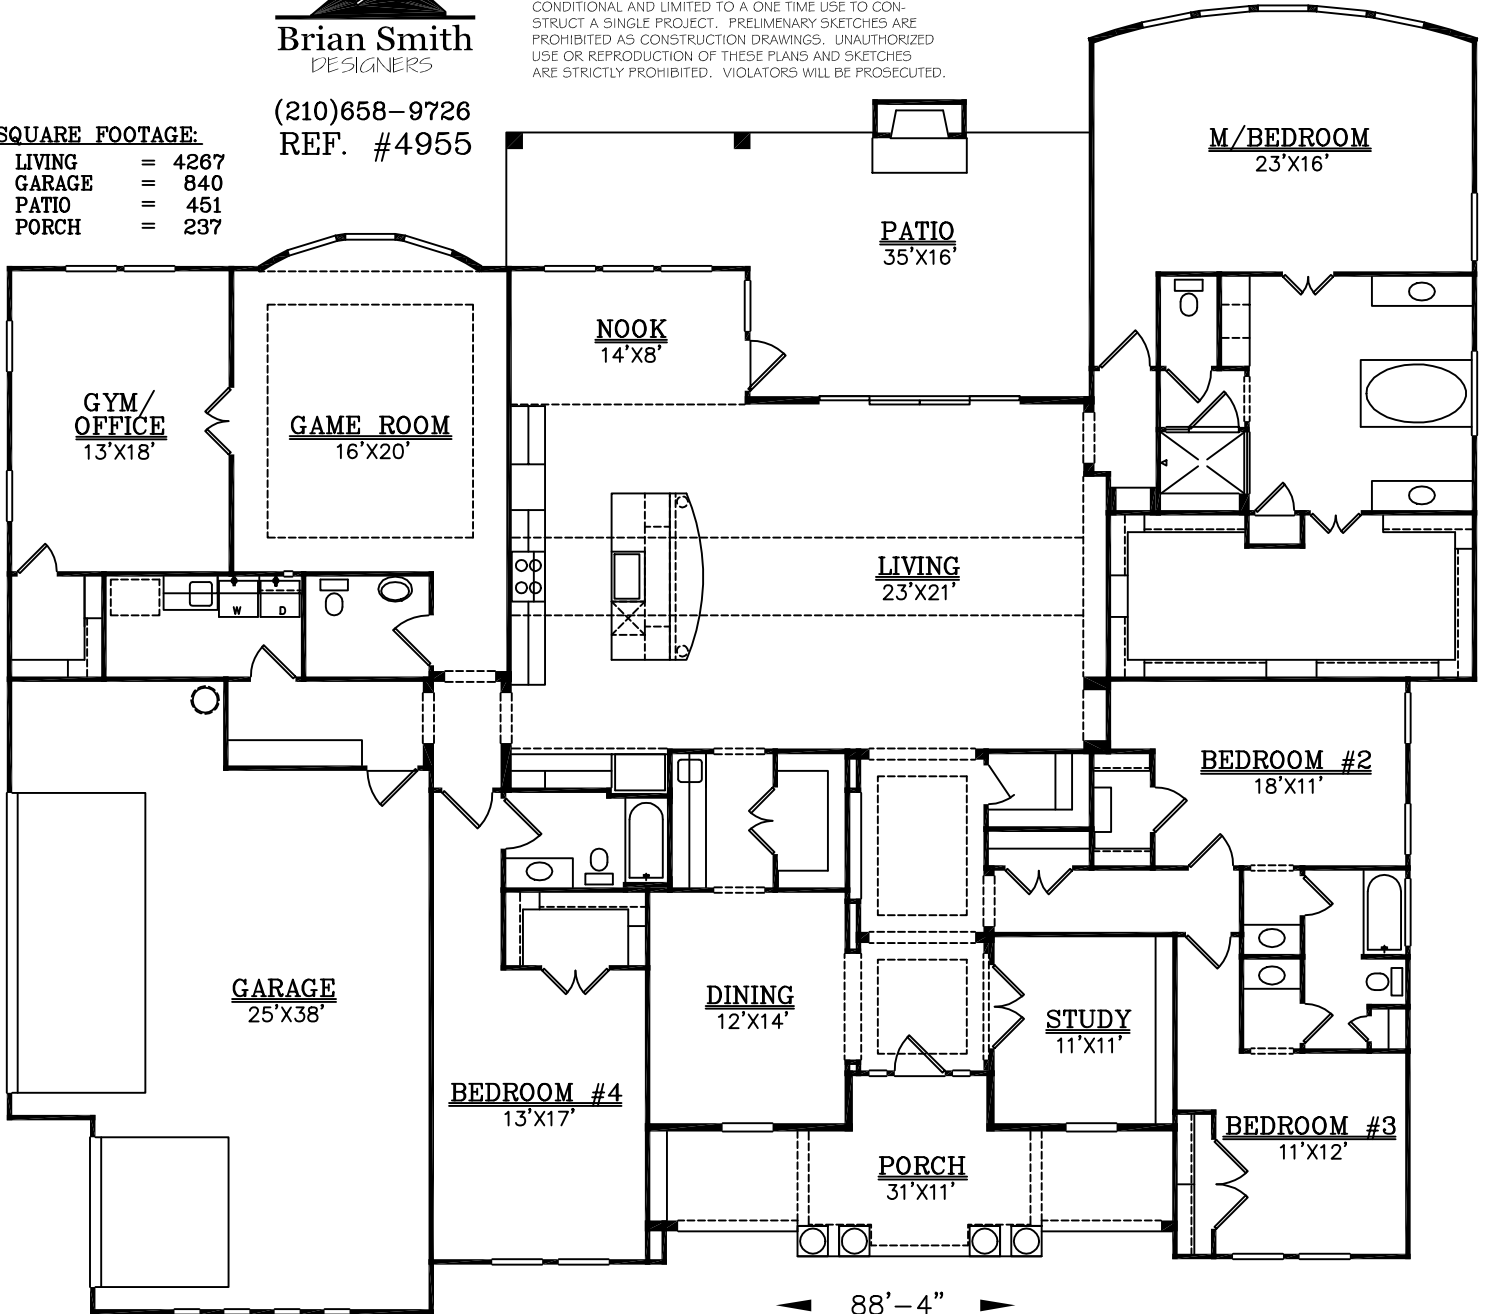 CONDITIONAL AND LIMITED TO A ONE TIME USE TO CON-
STRUCT A SINGLE PROJECT. PRELIMENARY SKETCHES ARE
PROHIBITED AS CONSTRUCTION DRAWINGS. UNAUTHORIZED
USE OR REPRODUCTION OF THESE PLANS AND SKETCHES
ARE STRICTLY PROHIBITED. VIOLATORS WILL BE PROSECUTED.
Brian Smith
DESIGNERS
(210)658-9726
REF. #4955
SQUARE FOOTAGE:
LIVING = 4267
GARAGE = 840
PATIO = 451
PORCH = 237
M/BEDROOM
23'X16'
PATIO
35'X16'
NOOK
14'X8'
GYM/
OFFICE
13'X18'
GAME ROOM
16'X20'
LIVING
23'X21'
W
D
BEDROOM #2
18'X11'
GARAGE
25'X38'
DINING
12'X14'
STUDY
11'X11'
BEDROOM #4
13'X17'
BEDROOM #3
11'X12'
PORCH
31'X11'
88'-4"